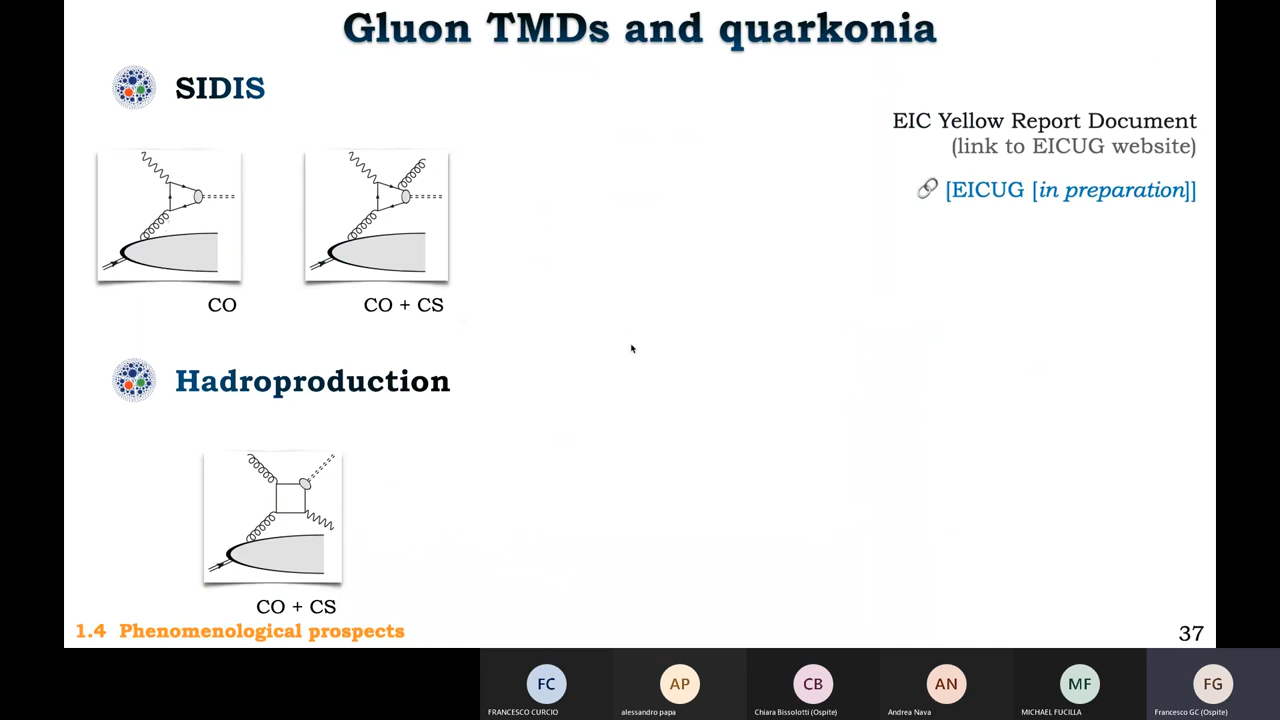 Gluon TMDs and quarkonia
SIDIS
EIC Yellow Report Document
(link to EICUG website)
[EICUG [in preparation]]
CO
CO + CS
Hadroproduction
CO + CS
1.4 Phenomenological prospects
37
FC
AP
CB
AN
MF
FG
FRANCESCO CURCIO
alessandro papa
Chiara Bissolotti (Ospite)
Andrea Nava
MICHAEL FUCILLA
Francesco GC (Ospite)